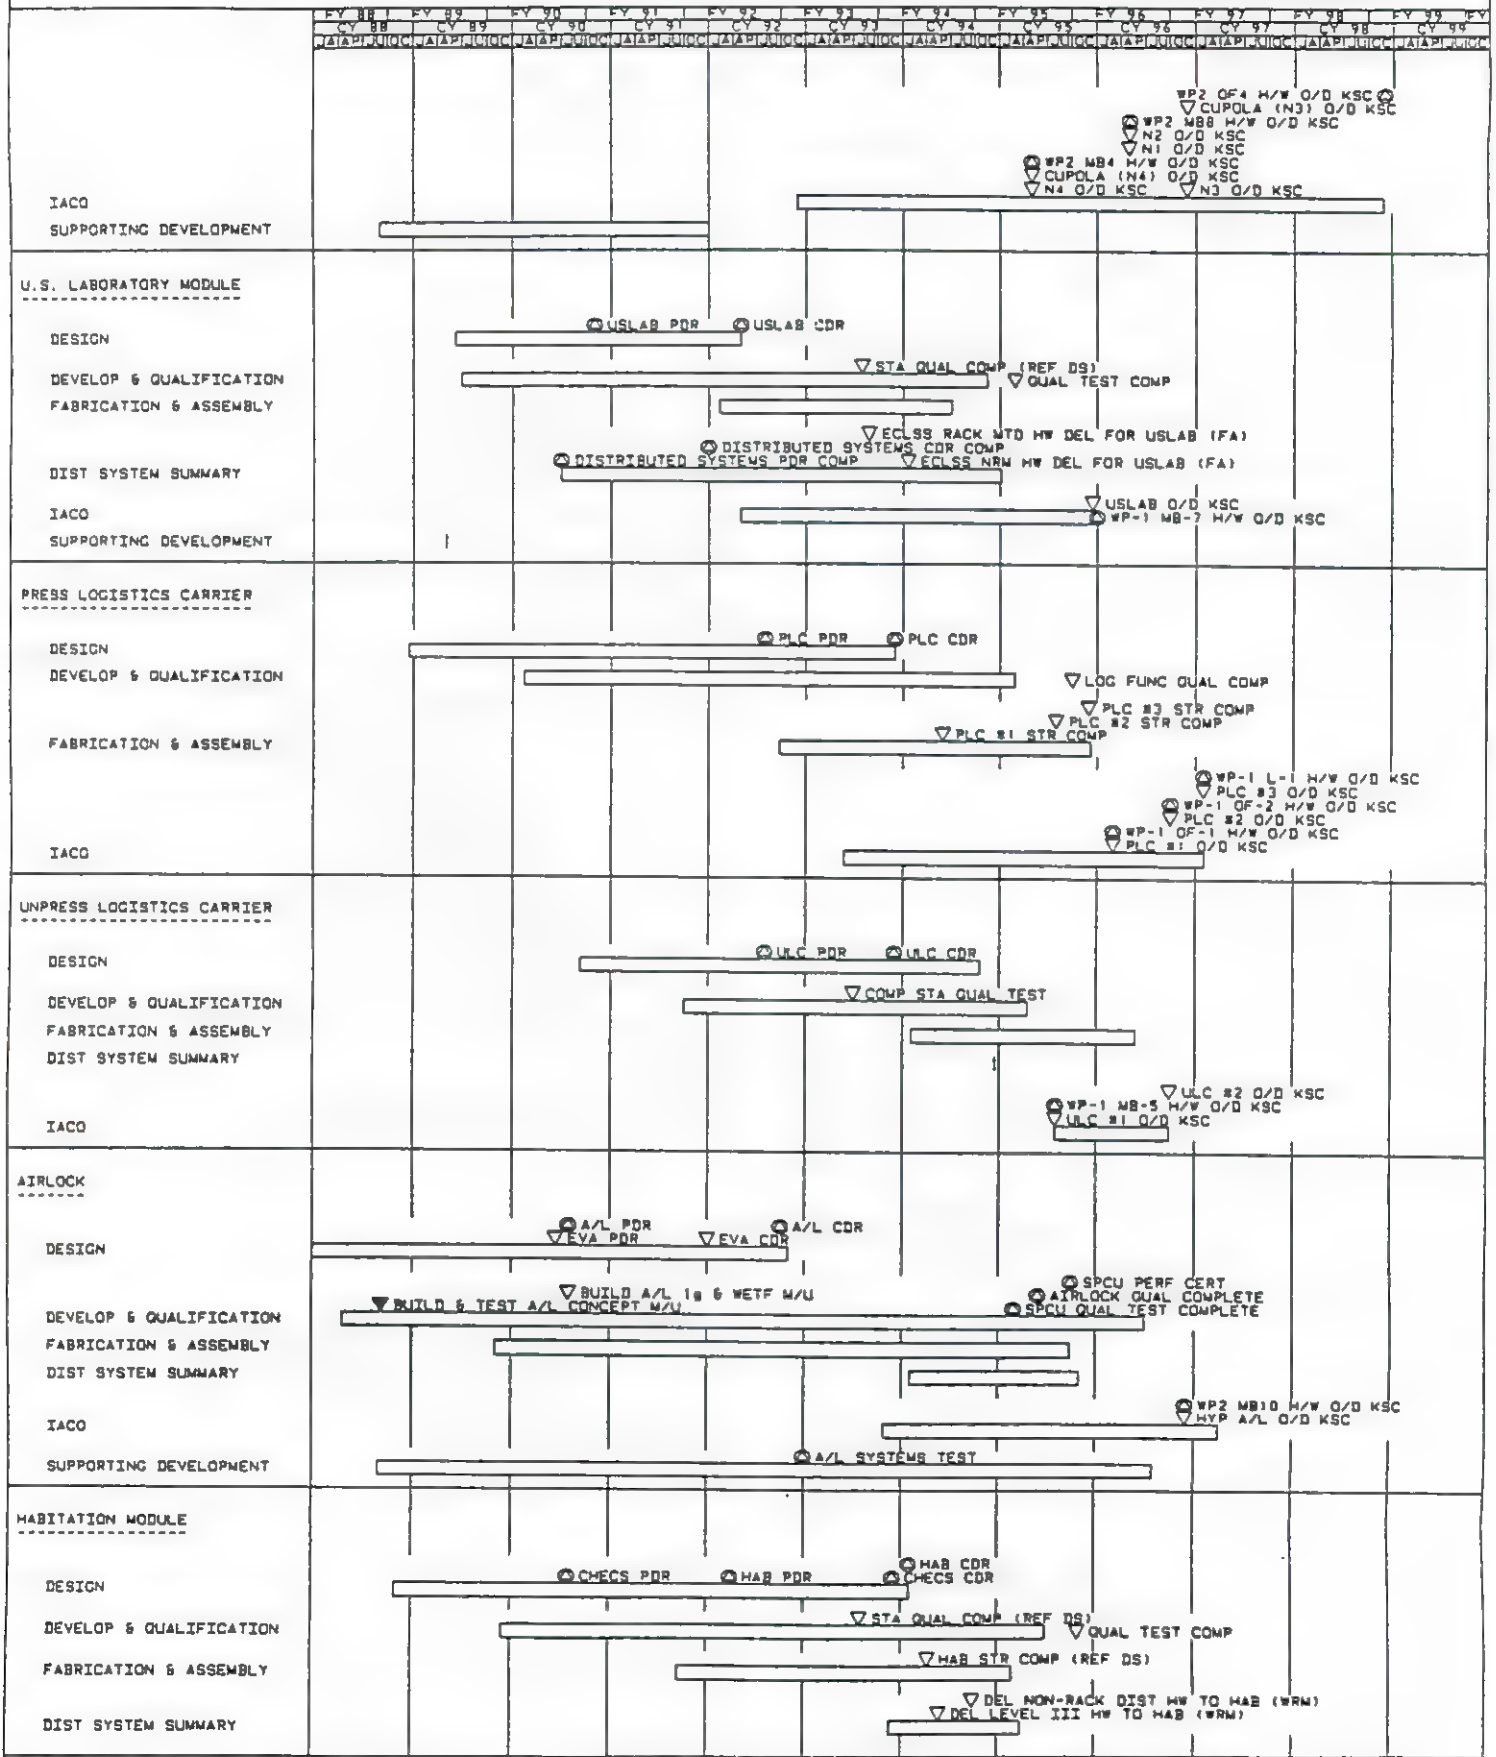 FY 88 FY 89 FY 90 FY 91 FY 92 FY 93 FY 94 FY 95 FY 96 FY 97 FY 98 FY 99 FY
CY 88 CY 90 CY 91 CY 92 CY 93 CY 94 CY 95 CY 96 CY 97 CY 98 CY 99
WP2 OF4 H/W O/D KSC
CUPOLA (N3) O/D KSC
WP2 MB8 H/W O/D KSC
N2 O/D KSC
N1 O/D KSC
WP2 MB4 H/W O/D KSC
CUPOLA (N4) O/D KSC
N4 O/D KSC N3 O/D KSC
IACO
SUPPORTING DEVELOPMENT
U.S. LABORATORY MODULE
USLAB PDR USLAB CDR
DESIGN
STA QUAL COMP (REF DS)
DEVELOP & QUALIFICATION QUAL TEST COMP
FABRICATION & ASSEMBLY
ECLSS RACK MTD HW DEL FOR USLAB (FA)
DISTRIBUTED SYSTEMS CDR COMP
DISTRIBUTED SYSTEMS PDR COMP ECLSS NRM HW DEL FOR USLAB (FA)
DIST SYSTEM SUMMARY
USLAB O/D KSC
IACO WP-1 MB-7 H/W O/D KSC
SUPPORTING DEVELOPMENT
PRESS LOGISTICS CARRIER
PLC PDR PLC CDR
DESIGN
DEVELOP & QUALIFICATION LOG FUNC QUAL COMP
PLC #3 STR COMP
PLC #2 STR COMP
PLC #1 STR COMP
FABRICATION & ASSEMBLY
WP-1 L-1 H/W O/D KSC
PLC #3 O/D KSC
WP-1 OF-2 H/W O/D KSC
PLC #2 O/D KSC
WP-1 OF-1 H/W O/D KSC
PLC #1 O/D KSC
IACO
UNPRESS LOGISTICS CARRIER
ULC PDR ULC CDR
DESIGN
COMP STA QUAL TEST
DEVELOP & QUALIFICATION
FABRICATION & ASSEMBLY
DIST SYSTEM SUMMARY
ULC #2 O/D KSC
WP-1 MB-5 H/W O/D KSC
ULC #1 O/D KSC
IACO
AIRLOCK
A/L PDR A/L CDR
EVA PDR EVA CDR
DESIGN
SPCU PERF CERT
BUILD A/L 1g & WETF M/U AIRLOCK QUAL COMPLETE
BUILD & TEST A/L CONCEPT M/U SPCU QUAL TEST COMPLETE
DEVELOP & QUALIFICATION
FABRICATION & ASSEMBLY
DIST SYSTEM SUMMARY
WP2 MB10 H/W O/D KSC
HYP A/L O/D KSC
IACO
A/L SYSTEMS TEST
SUPPORTING DEVELOPMENT
HABITATION MODULE
HAB CDR
CHECS PDR HAB PDR CHECS CDR
DESIGN
STA QUAL COMP (REF DS)
DEVELOP & QUALIFICATION QUAL TEST COMP
HAB STR COMP (REF DS)
FABRICATION & ASSEMBLY
DEL NON-RACK DIST HW TO HAB (WRM)
DEL LEVEL III HW TO HAB (WRM)
DIST SYSTEM SUMMARY